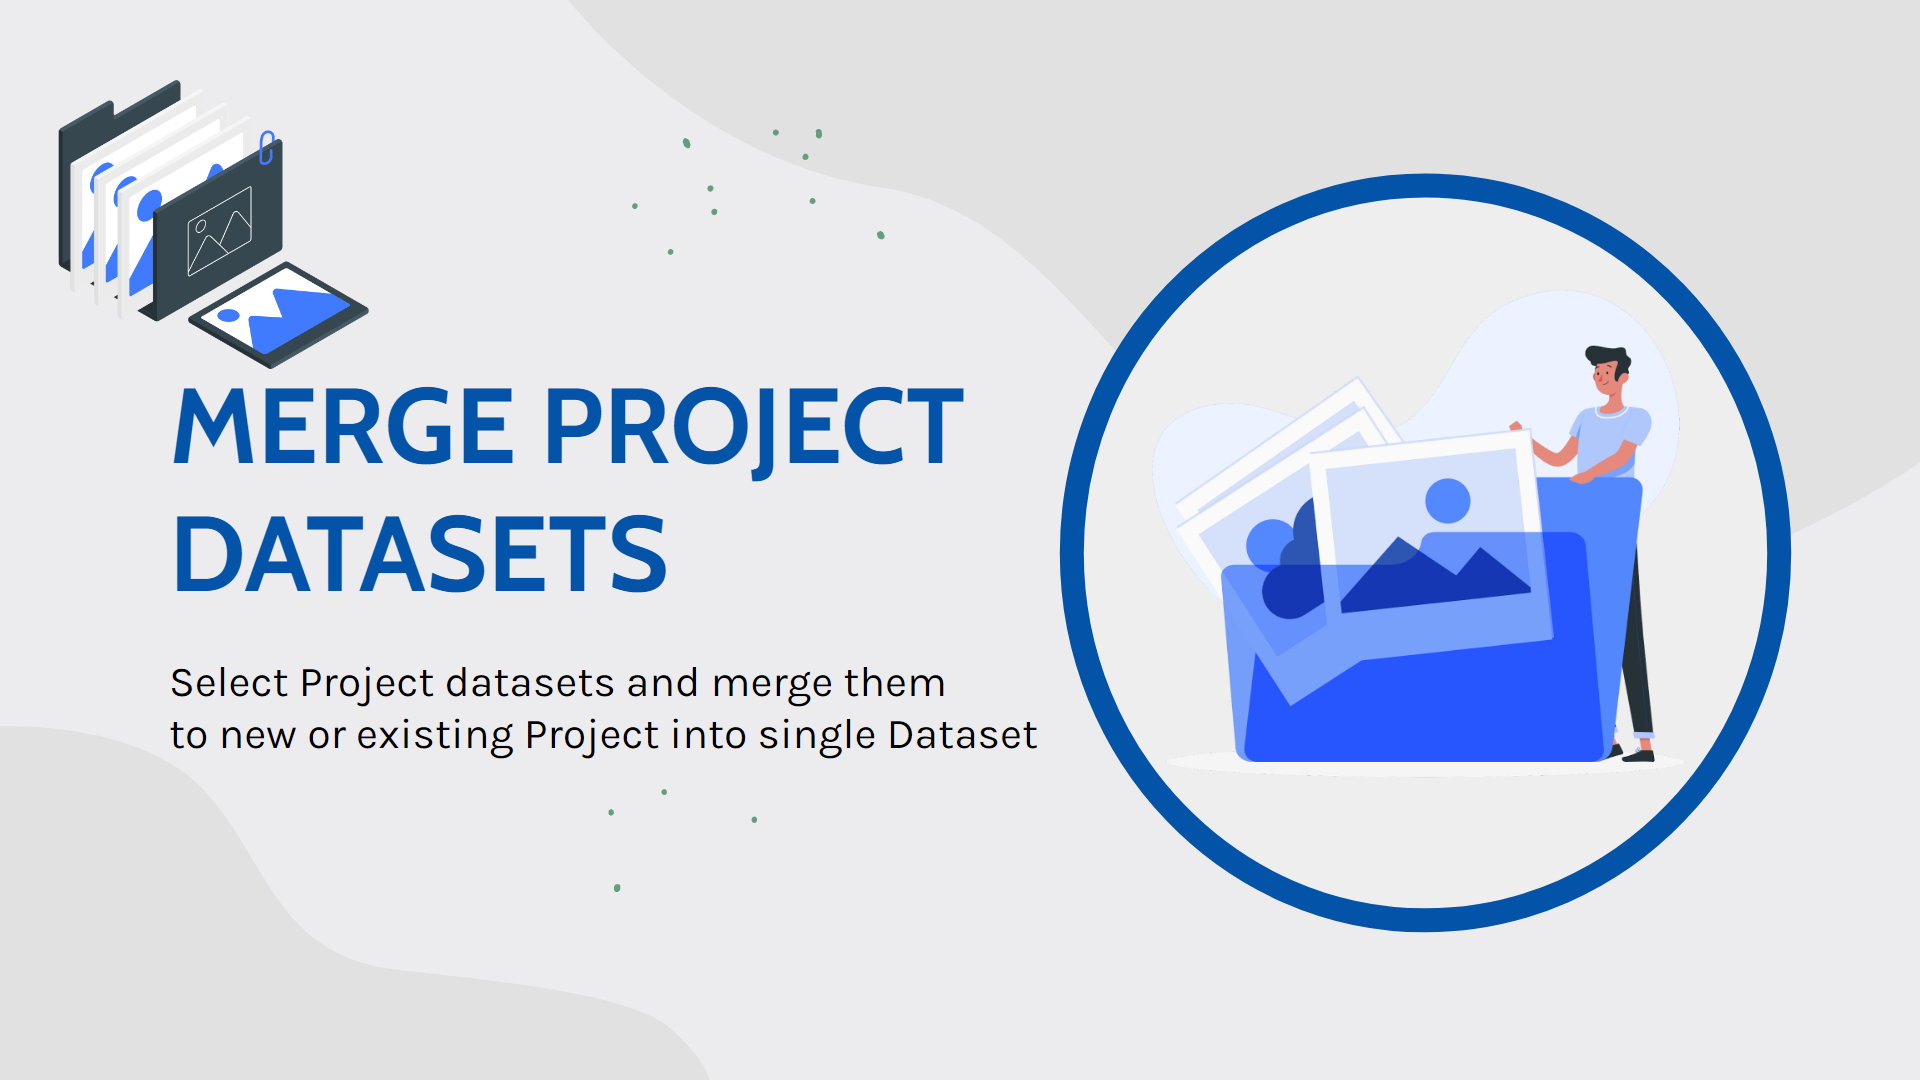 MERGE PROJECT
DATASETS
Select Project datasets and merge them
to new or existing Project into single Dataset